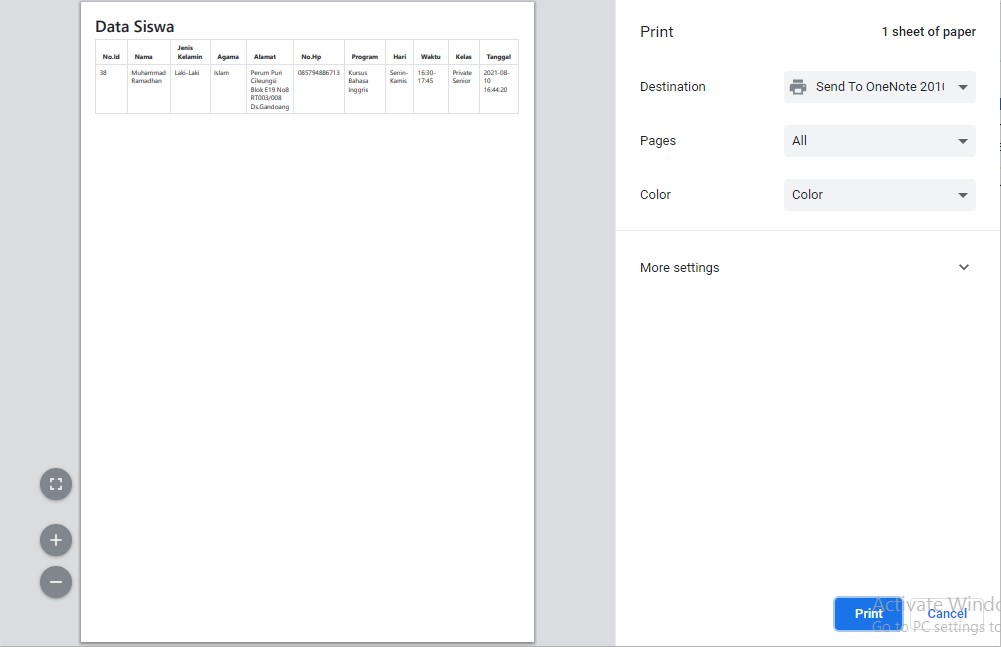 Data Siswa
No.Id Nama Jenis Kelamin Agama Alamat No.Hp Program Hari Waktu Kelas Tanggal
38 Muhammad Laki-Laki Islam Perum Puri 085794886713 Kursus Senin- 16:30- Private 2021-08-
Ramadhan Cileungsi Bahasa Kamis 17:45 Senior 10
Blok E19 No8 Inggris 16:44:20
RT003/008
Ds.Gandoang
Print 1 sheet of paper
Destination Send To OneNote 201
Pages All
Color Color
More settings
Print Cancel
Activate Windo
Go to PC settings to